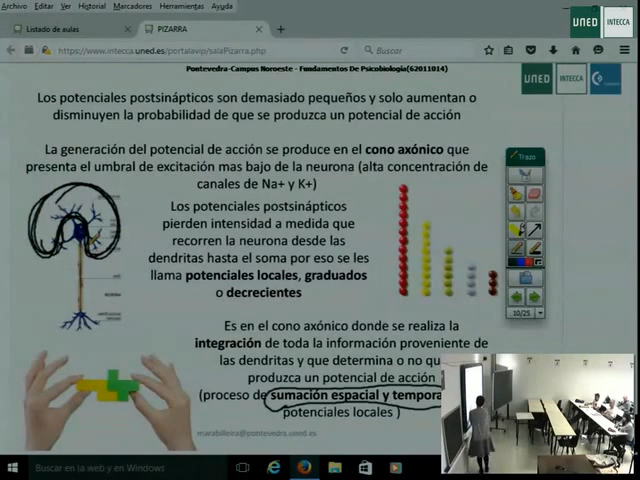 Archivo Editar Ver Historial Marcadores Herramientas Ayuda
Listado de aulas
PIZARRA
https://www.intecca.uned.es/portalavip/salaPizarra.php
Buscar
UNED INTECCA
Pontevedra-Campus Noroeste - Fundamentos De Psicobiología(62011014)
UNED INTECCA
Los potenciales postsinápticos son demasiado pequeños y solo aumentan o
disminuyen la probabilidad de que se produzca un potencial de acción
La generación del potencial de acción se produce en el cono axónico que
presenta el umbral de excitación mas bajo de la neurona (alta concentración de
canales de Na+ y K+)
Trazo
Los potenciales postsinápticos
pierden intensidad a medida que
recorren la neurona desde las
dendritas hasta el soma por eso se les
llama potenciales locales, graduados
o decrecientes
10/25
Es en el cono axónico donde se realiza la
integración de toda la información proveniente de
las dendritas y que determina o no que
produzca un potencial de acción
(proceso de sumación espacial y tempora
potenciales locales )
marabilleira@pontevedra.uned.es
Buscar en la web y en Windows